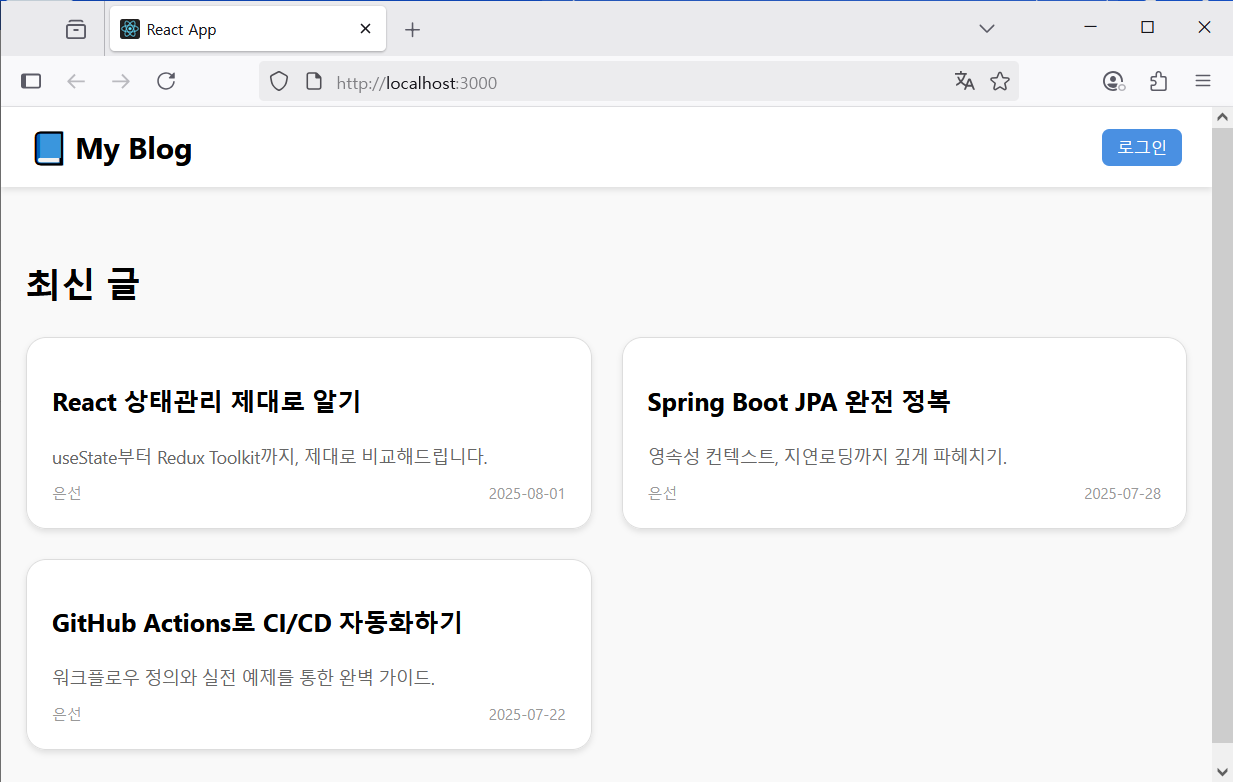 React App
http://localhost:3000
My Blog
로그인
최신 글
React 상태관리 제대로 알기
useState부터 Redux Toolkit까지, 제대로 비교해드립니다.
은선 2025-08-01
Spring Boot JPA 완전 정복
영속성 컨텍스트, 지연로딩까지 깊게 파헤치기.
은선 2025-07-28
GitHub Actions로 CI/CD 자동화하기
워크플로우 정의와 실전 예제를 통한 완벽 가이드.
은선 2025-07-22